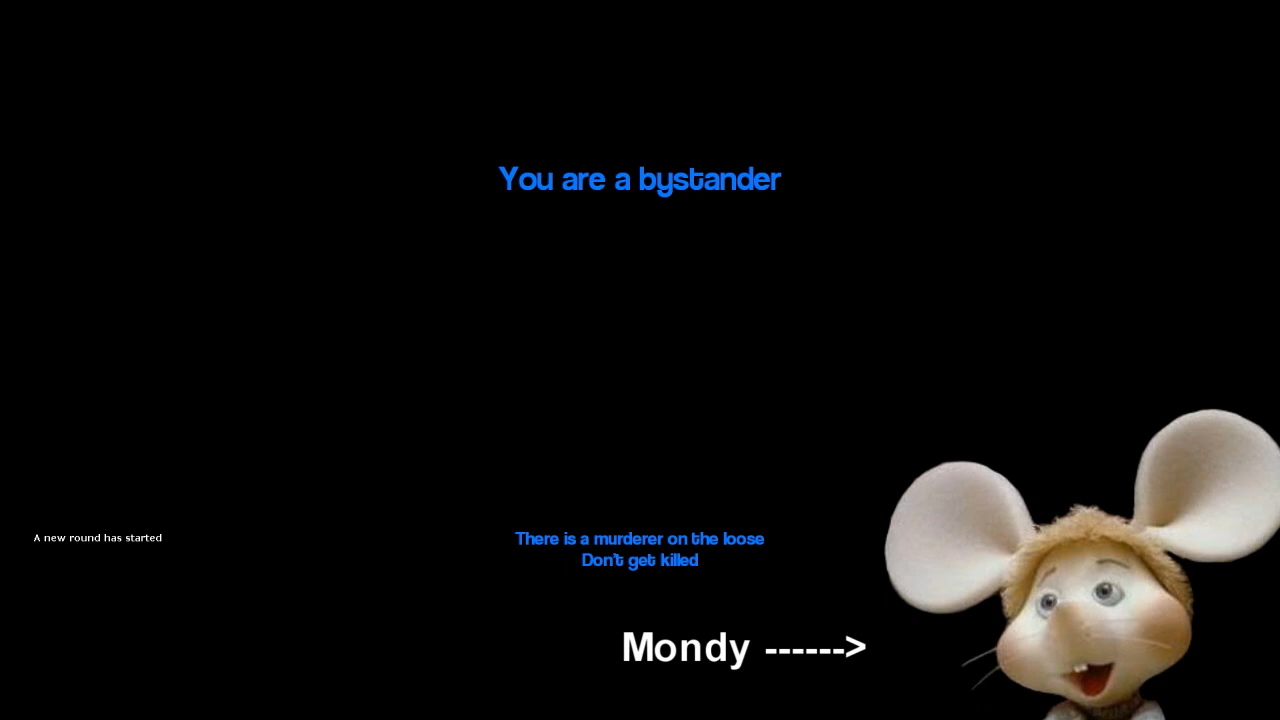 You are a bystander
A new round has started
There is a murderer on the loose
Don't get killed
Mondy ------>